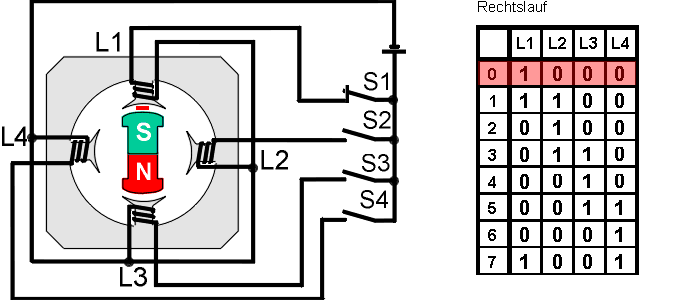 Rechtslauf
L1
S1
S2
S3
S4
L4
L2
L3
S
N
L1 L2 L3 L4
0 1 0 0 0
1 1 1 0 0
2 0 1 0 0
3 0 1 1 0
4 0 0 1 0
5 0 0 1 1
6 0 0 0 1
7 1 0 0 1